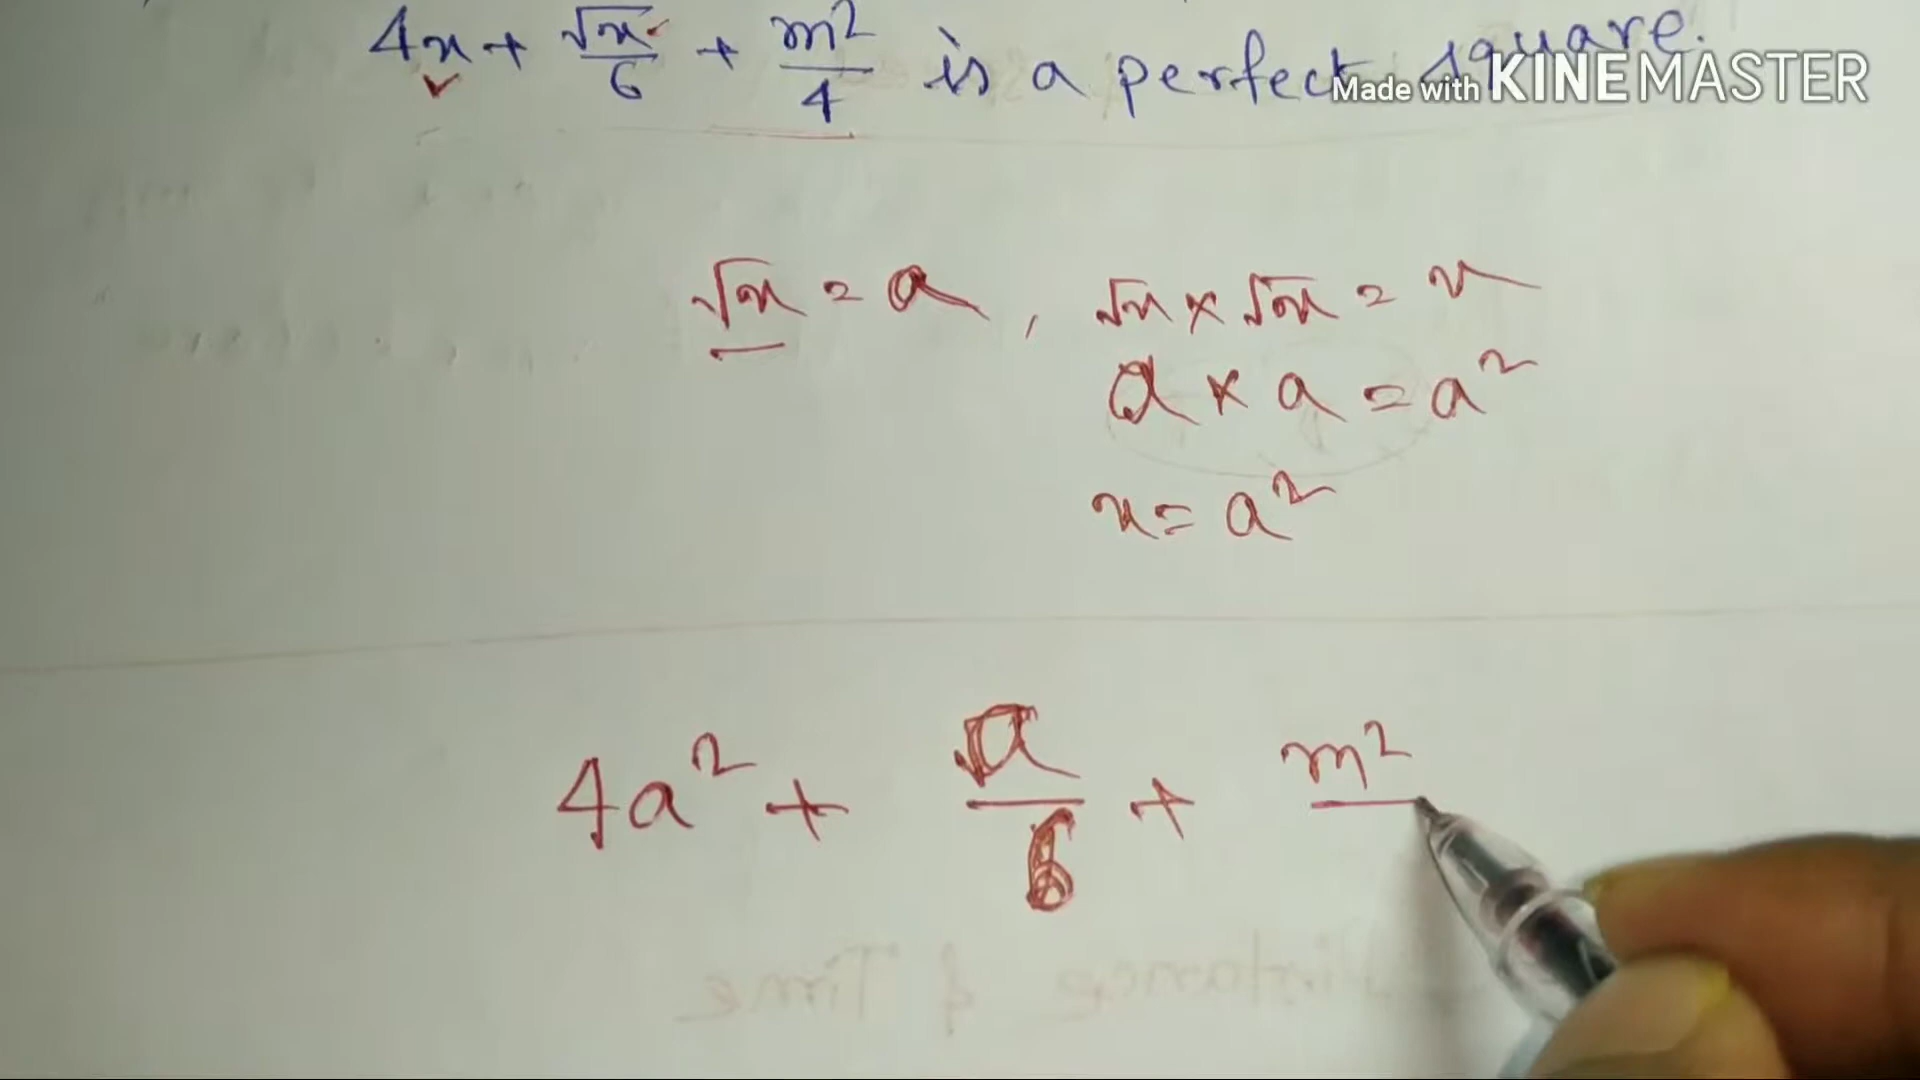 4x + √x/6 + m²/4 is a perfect square.
Made with KINEMASTER
√x = a, √x × √x = x
a × a = a²
x = a²
4a² + a/6 + m²